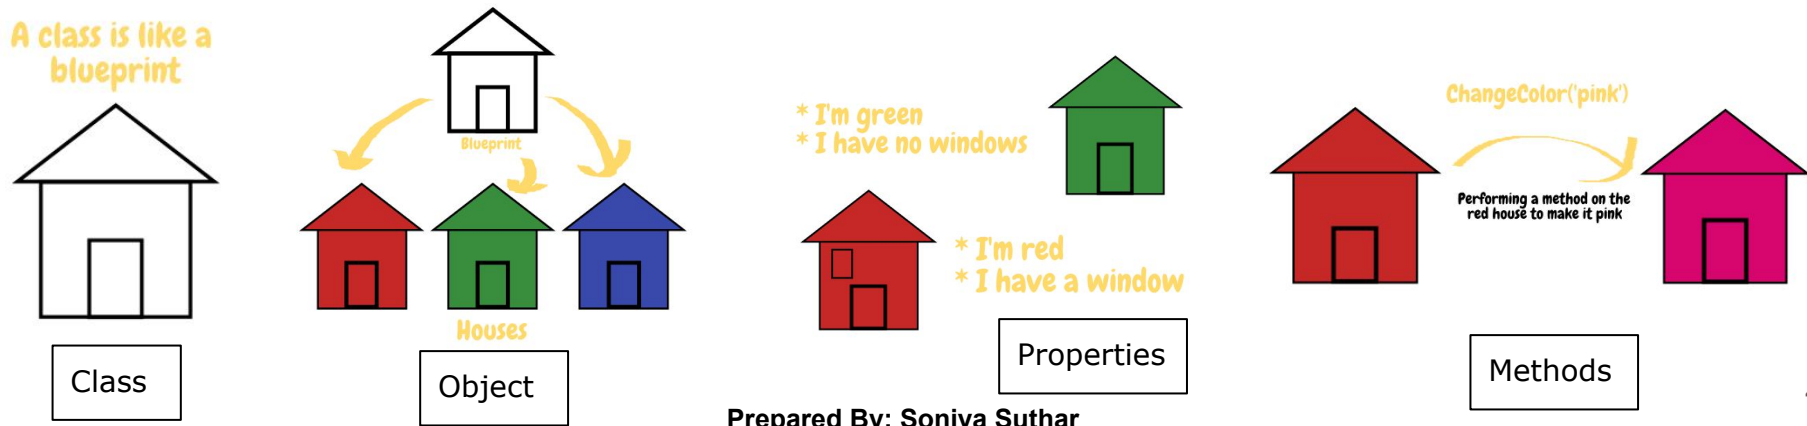 A class is like a
blueprint
Class
Blueprint
Houses
Object
* I'm green
* I have no windows
* I'm red
* I have a window
Properties
ChangeColor('pink')
Performing a method on the
red house to make it pink
Methods
Prepared By: Soniya Suthar